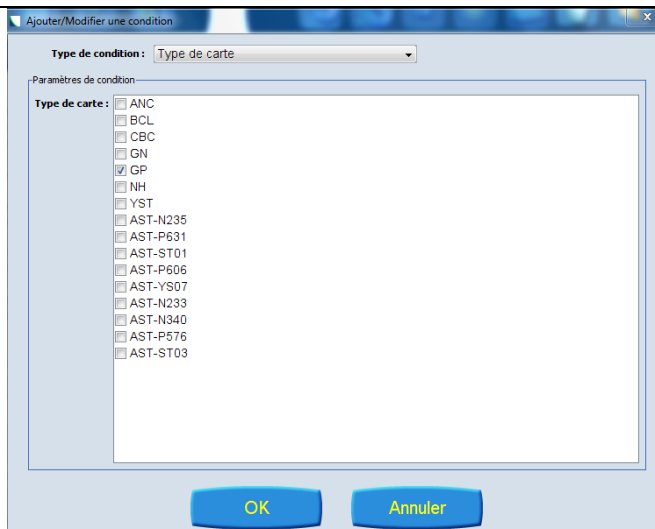 Ajouter/Modifier une condition
Type de condition : Type de carte
Paramètres de condition
Type de carte : ANC
BCL
CBC
GN
GP
NH
YST
AST-N235
AST-P631
AST-ST01
AST-P606
AST-YS07
AST-N233
AST-N340
AST-P576
AST-ST03
OK Annuler